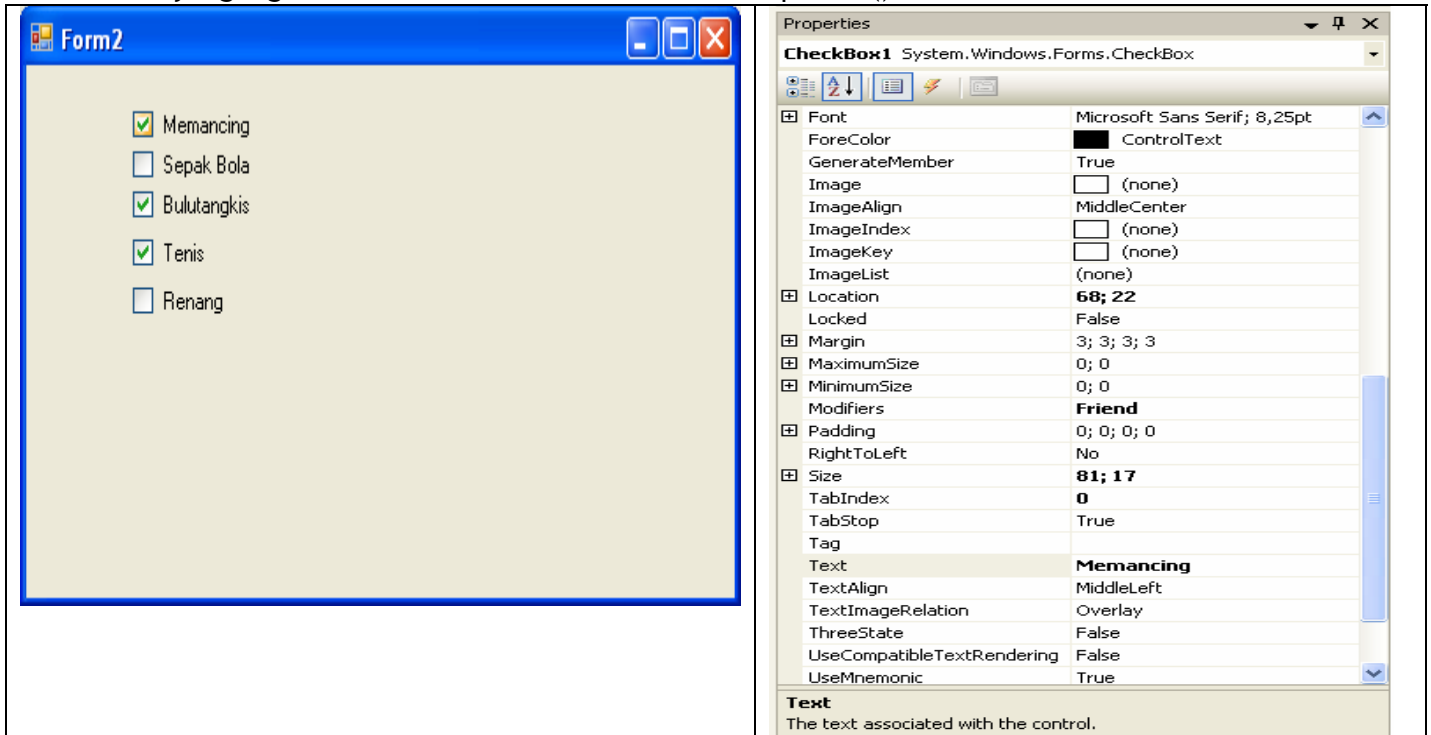 Form2
Memancing
Sepak Bola
Bulutangkis
Tenis
Renang
Properties
CheckBox1 System.Windows.Forms.CheckBox
Font Microsoft Sans Serif; 8,25pt
ForeColor ControlText
GenerateMember True
Image (none)
ImageAlign MiddleCenter
ImageIndex (none)
ImageKey (none)
ImageList (none)
Location 68; 22
Locked False
Margin 3; 3; 3; 3
MaximumSize 0; 0
MinimumSize 0; 0
Modifiers Friend
Padding 0; 0; 0; 0
RightToLeft No
Size 81; 17
TabIndex 0
TabStop True
Tag
Text Memancing
TextAlign MiddleLeft
TextImageRelation Overlay
ThreeState False
UseCompatibleTextRendering False
UseMnemonic True
Text
The text associated with the control.